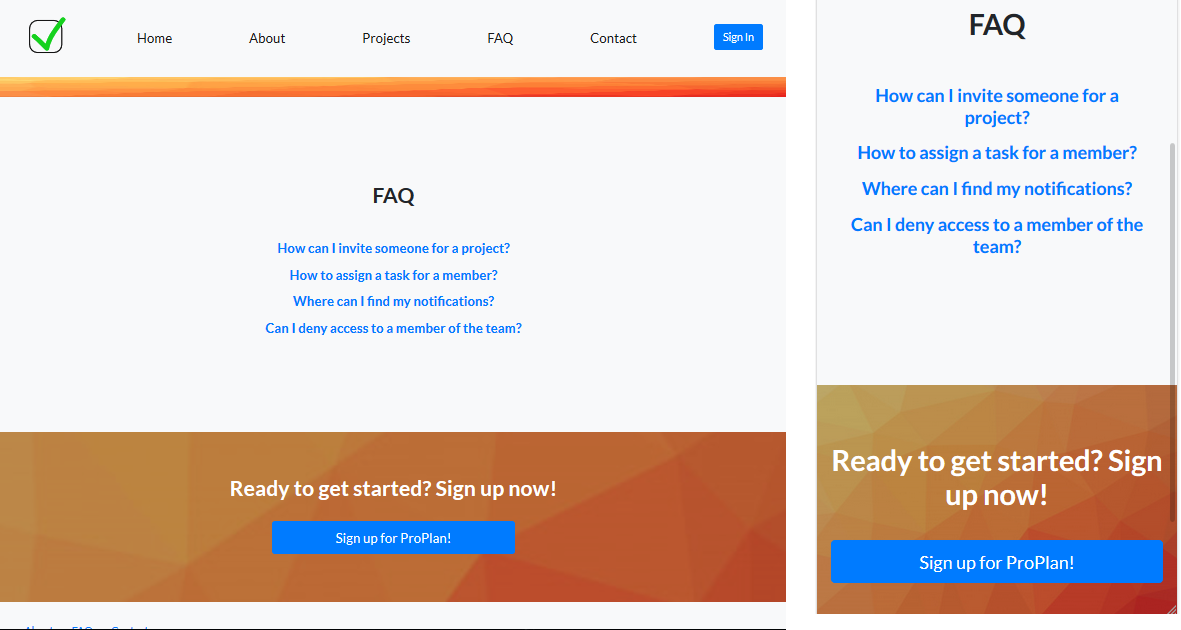 Home About Projects FAQ Contact Sign In
FAQ
How can I invite someone for a project?
How to assign a task for a member?
Where can I find my notifications?
Can I deny access to a member of the team?
Ready to get started? Sign up now!
Sign up for ProPlan!
FAQ
How can I invite someone for a
project?
How to assign a task for a member?
Where can I find my notifications?
Can I deny access to a member of the
team?
Ready to get started? Sign
up now!
Sign up for ProPlan!